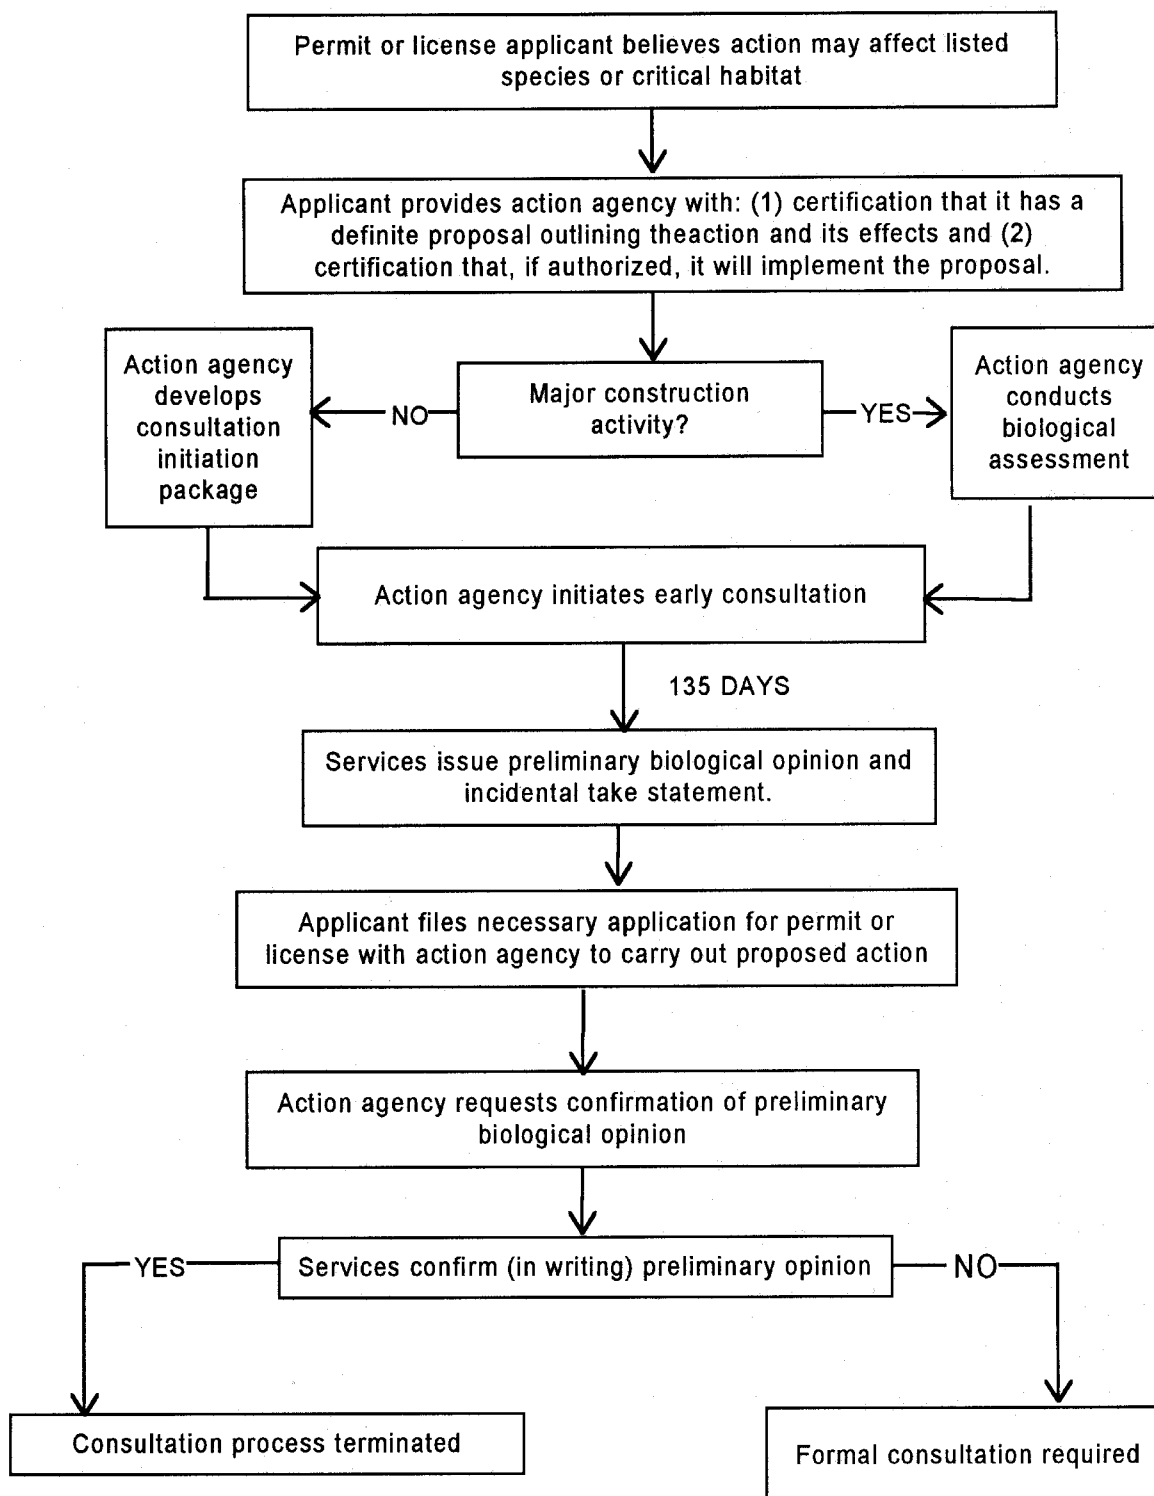 Permit or license applicant believes action may affect listed
species or critical habitat
Applicant provides action agency with: (1) certification that it has a
definite proposal outlining theaction and its effects and (2)
certification that, if authorized, it will implement the proposal.
Action agency
develops
consultation
initiation
package
NO
Major construction
activity?
YES
Action agency
conducts
biological
assessment
Action agency initiates early consultation
135 DAYS
Services issue preliminary biological opinion and
incidental take statement.
Applicant files necessary application for permit or
license with action agency to carry out proposed action
Action agency requests confirmation of preliminary
biological opinion
YES
Services confirm (in writing) preliminary opinion
NO
Consultation process terminated
Formal consultation required